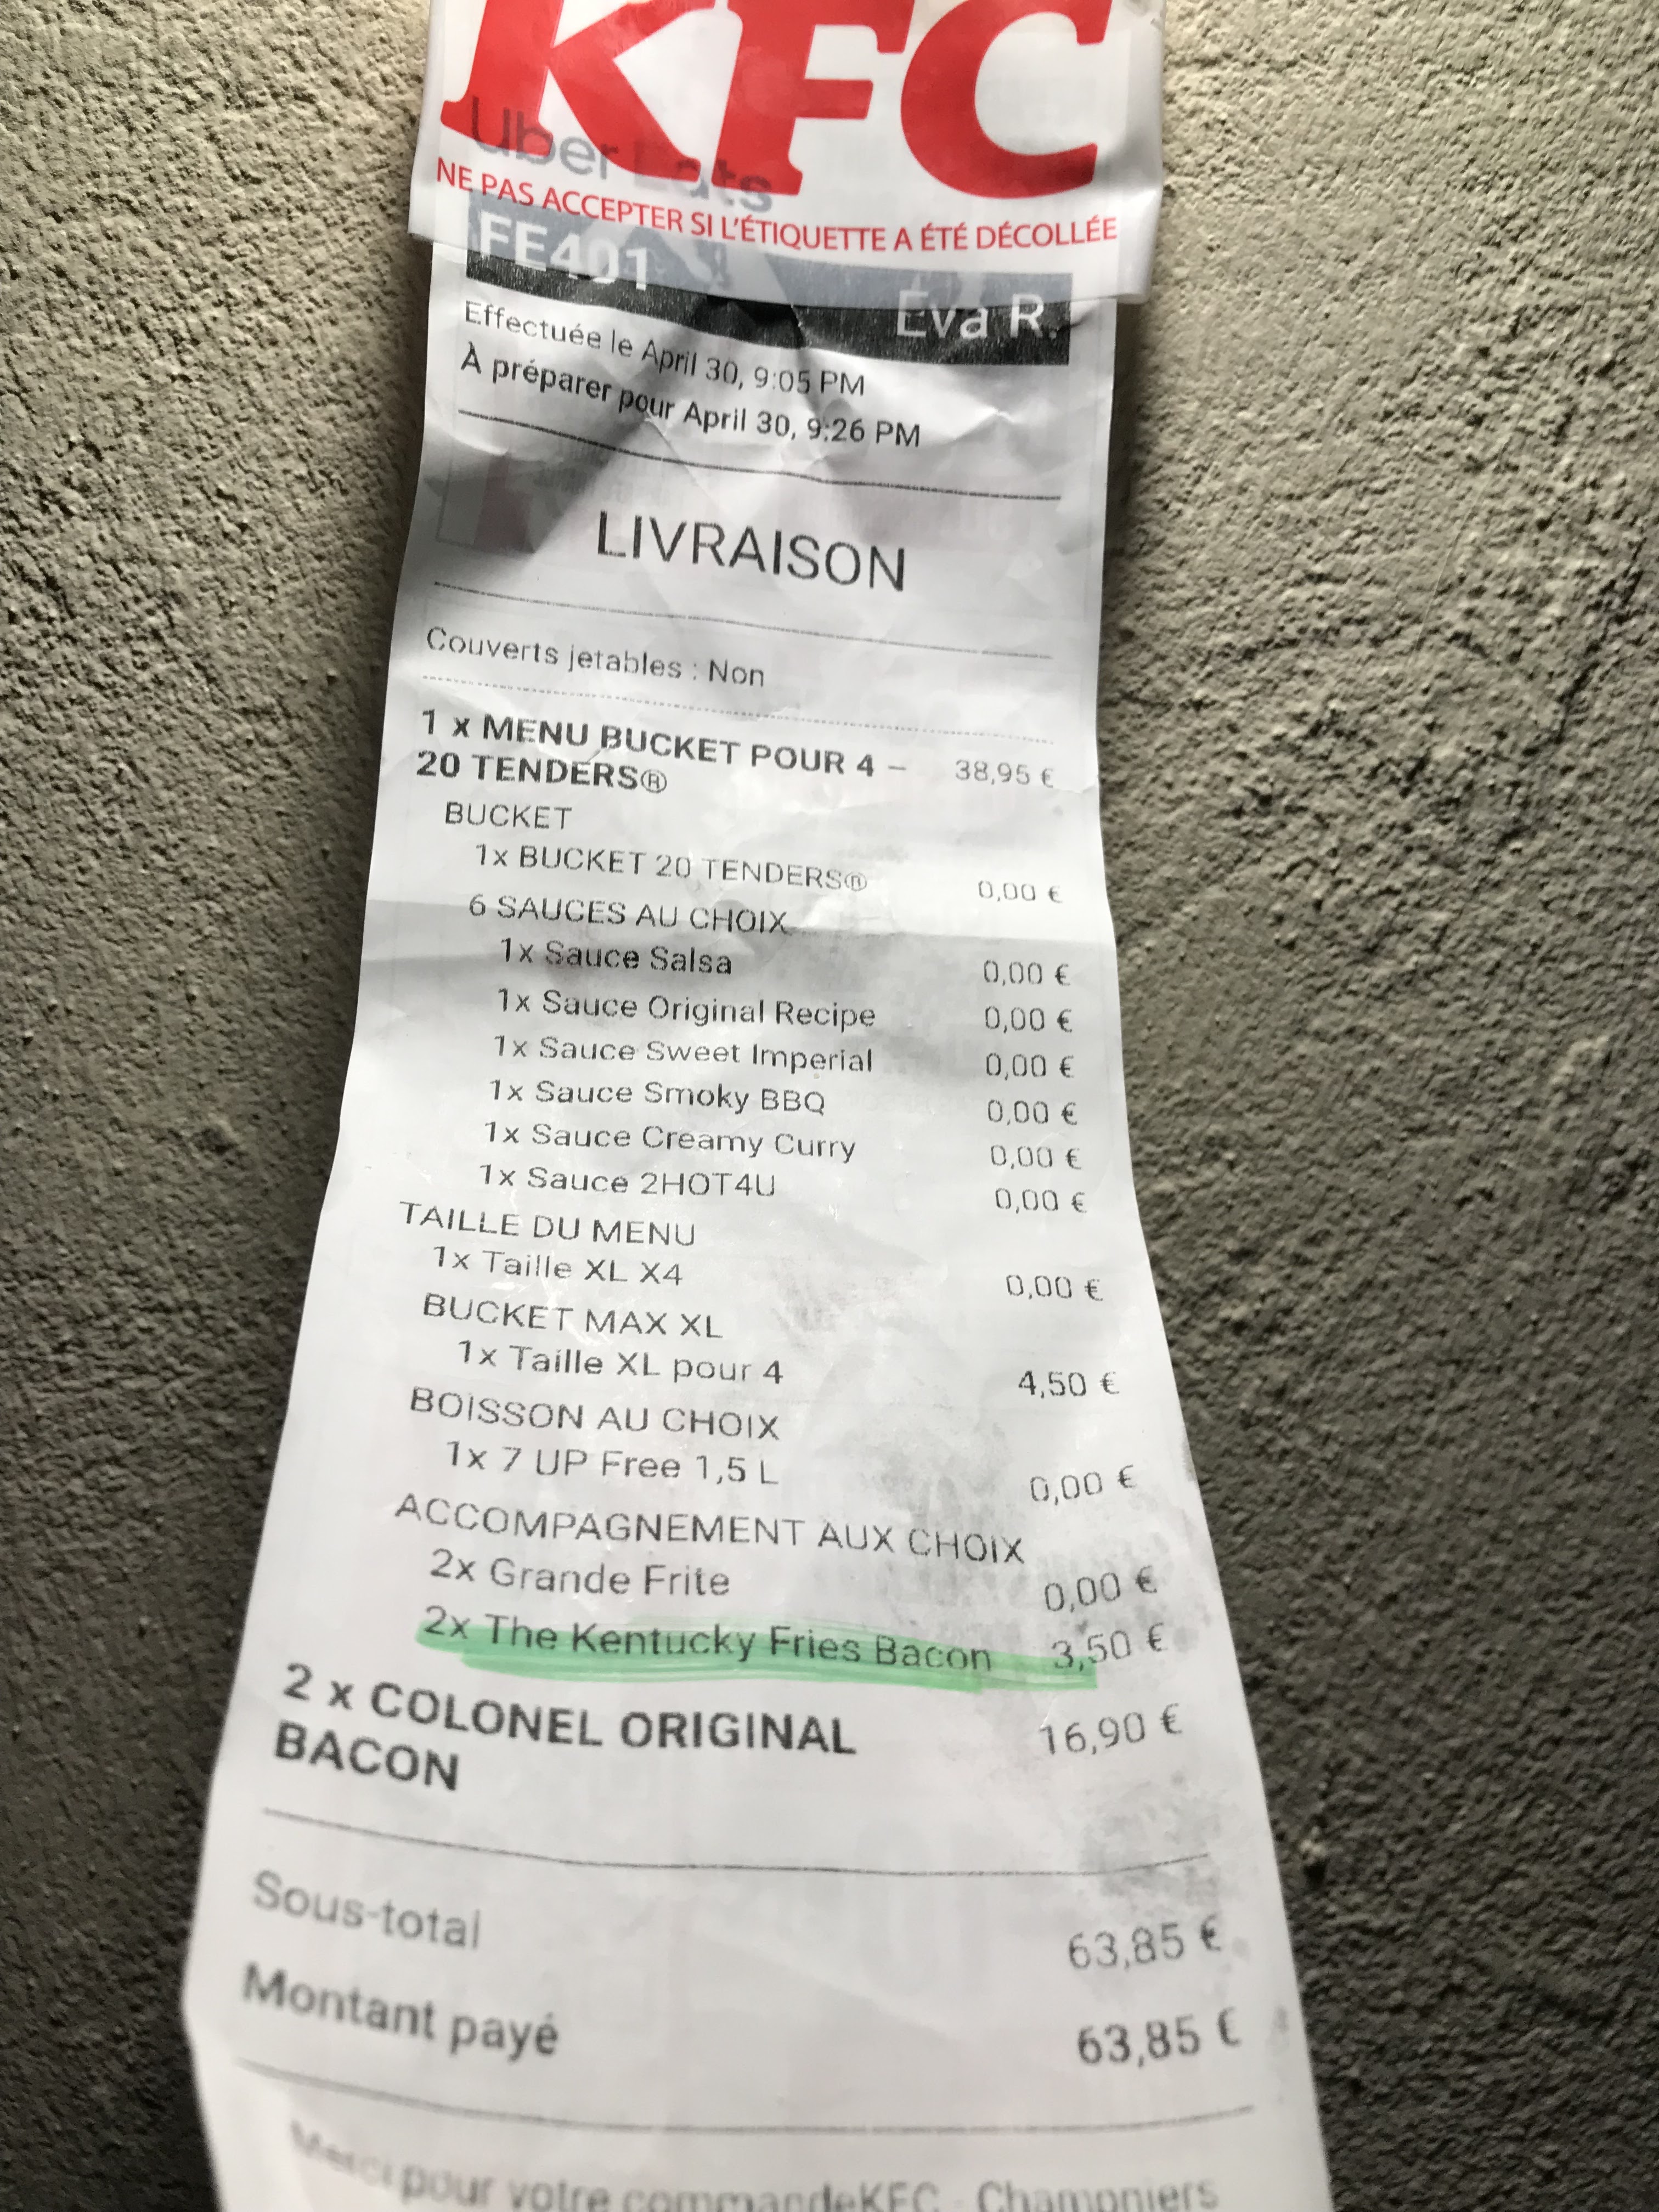 KFC
Uber Eats
NE PAS ACCEPTER SI L'ÉTIQUETTE A ÉTÉ DÉCOLLÉE
FE401 Eva R.
Effectuée le April 30, 9:05 PM
À préparer pour April 30, 9:26 PM
LIVRAISON
Couverts jetables : Non
1 x MENU BUCKET POUR 4 – 38,95 €
20 TENDERS®
BUCKET
1x BUCKET 20 TENDERS® 0,00 €
6 SAUCES AU CHOIX
1x Sauce Salsa 0,00 €
1x Sauce Original Recipe 0,00 €
1x Sauce Sweet Imperial 0,00 €
1x Sauce Smoky BBQ 0,00 €
1x Sauce Creamy Curry 0,00 €
1x Sauce 2HOT4U 0,00 €
TAILLE DU MENU
1x Taille XL X4 0,00 €
BUCKET MAX XL
1x Taille XL pour 4 4,50 €
BOISSON AU CHOIX
1x 7 UP Free 1,5 L 0,00 €
ACCOMPAGNEMENT AUX CHOIX
2x Grande Frite 0,00 €
2x The Kentucky Fries Bacon 3,50 €
2 x COLONEL ORIGINAL 16,90 €
BACON
Sous-total 63,85 €
Montant payé 63,85 €
Merci pour votre commandeKFC - Champniers